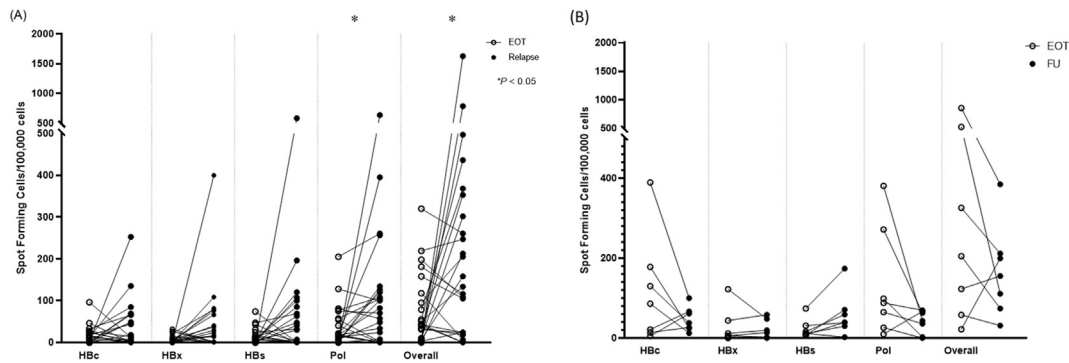 (A)
* *
EOT
Relapse
*P < 0.05
Spot Forming Cells/100,000 cells
2000
1500
1000
500
500
400
300
200
100
0
HBc HBx HBs Pol Overall
(B)
EOT
FU
Spot Forming Cells/100,000 cells
2000
1500
1000
500
400
200
0
HBc HBx HBs Pol Overall